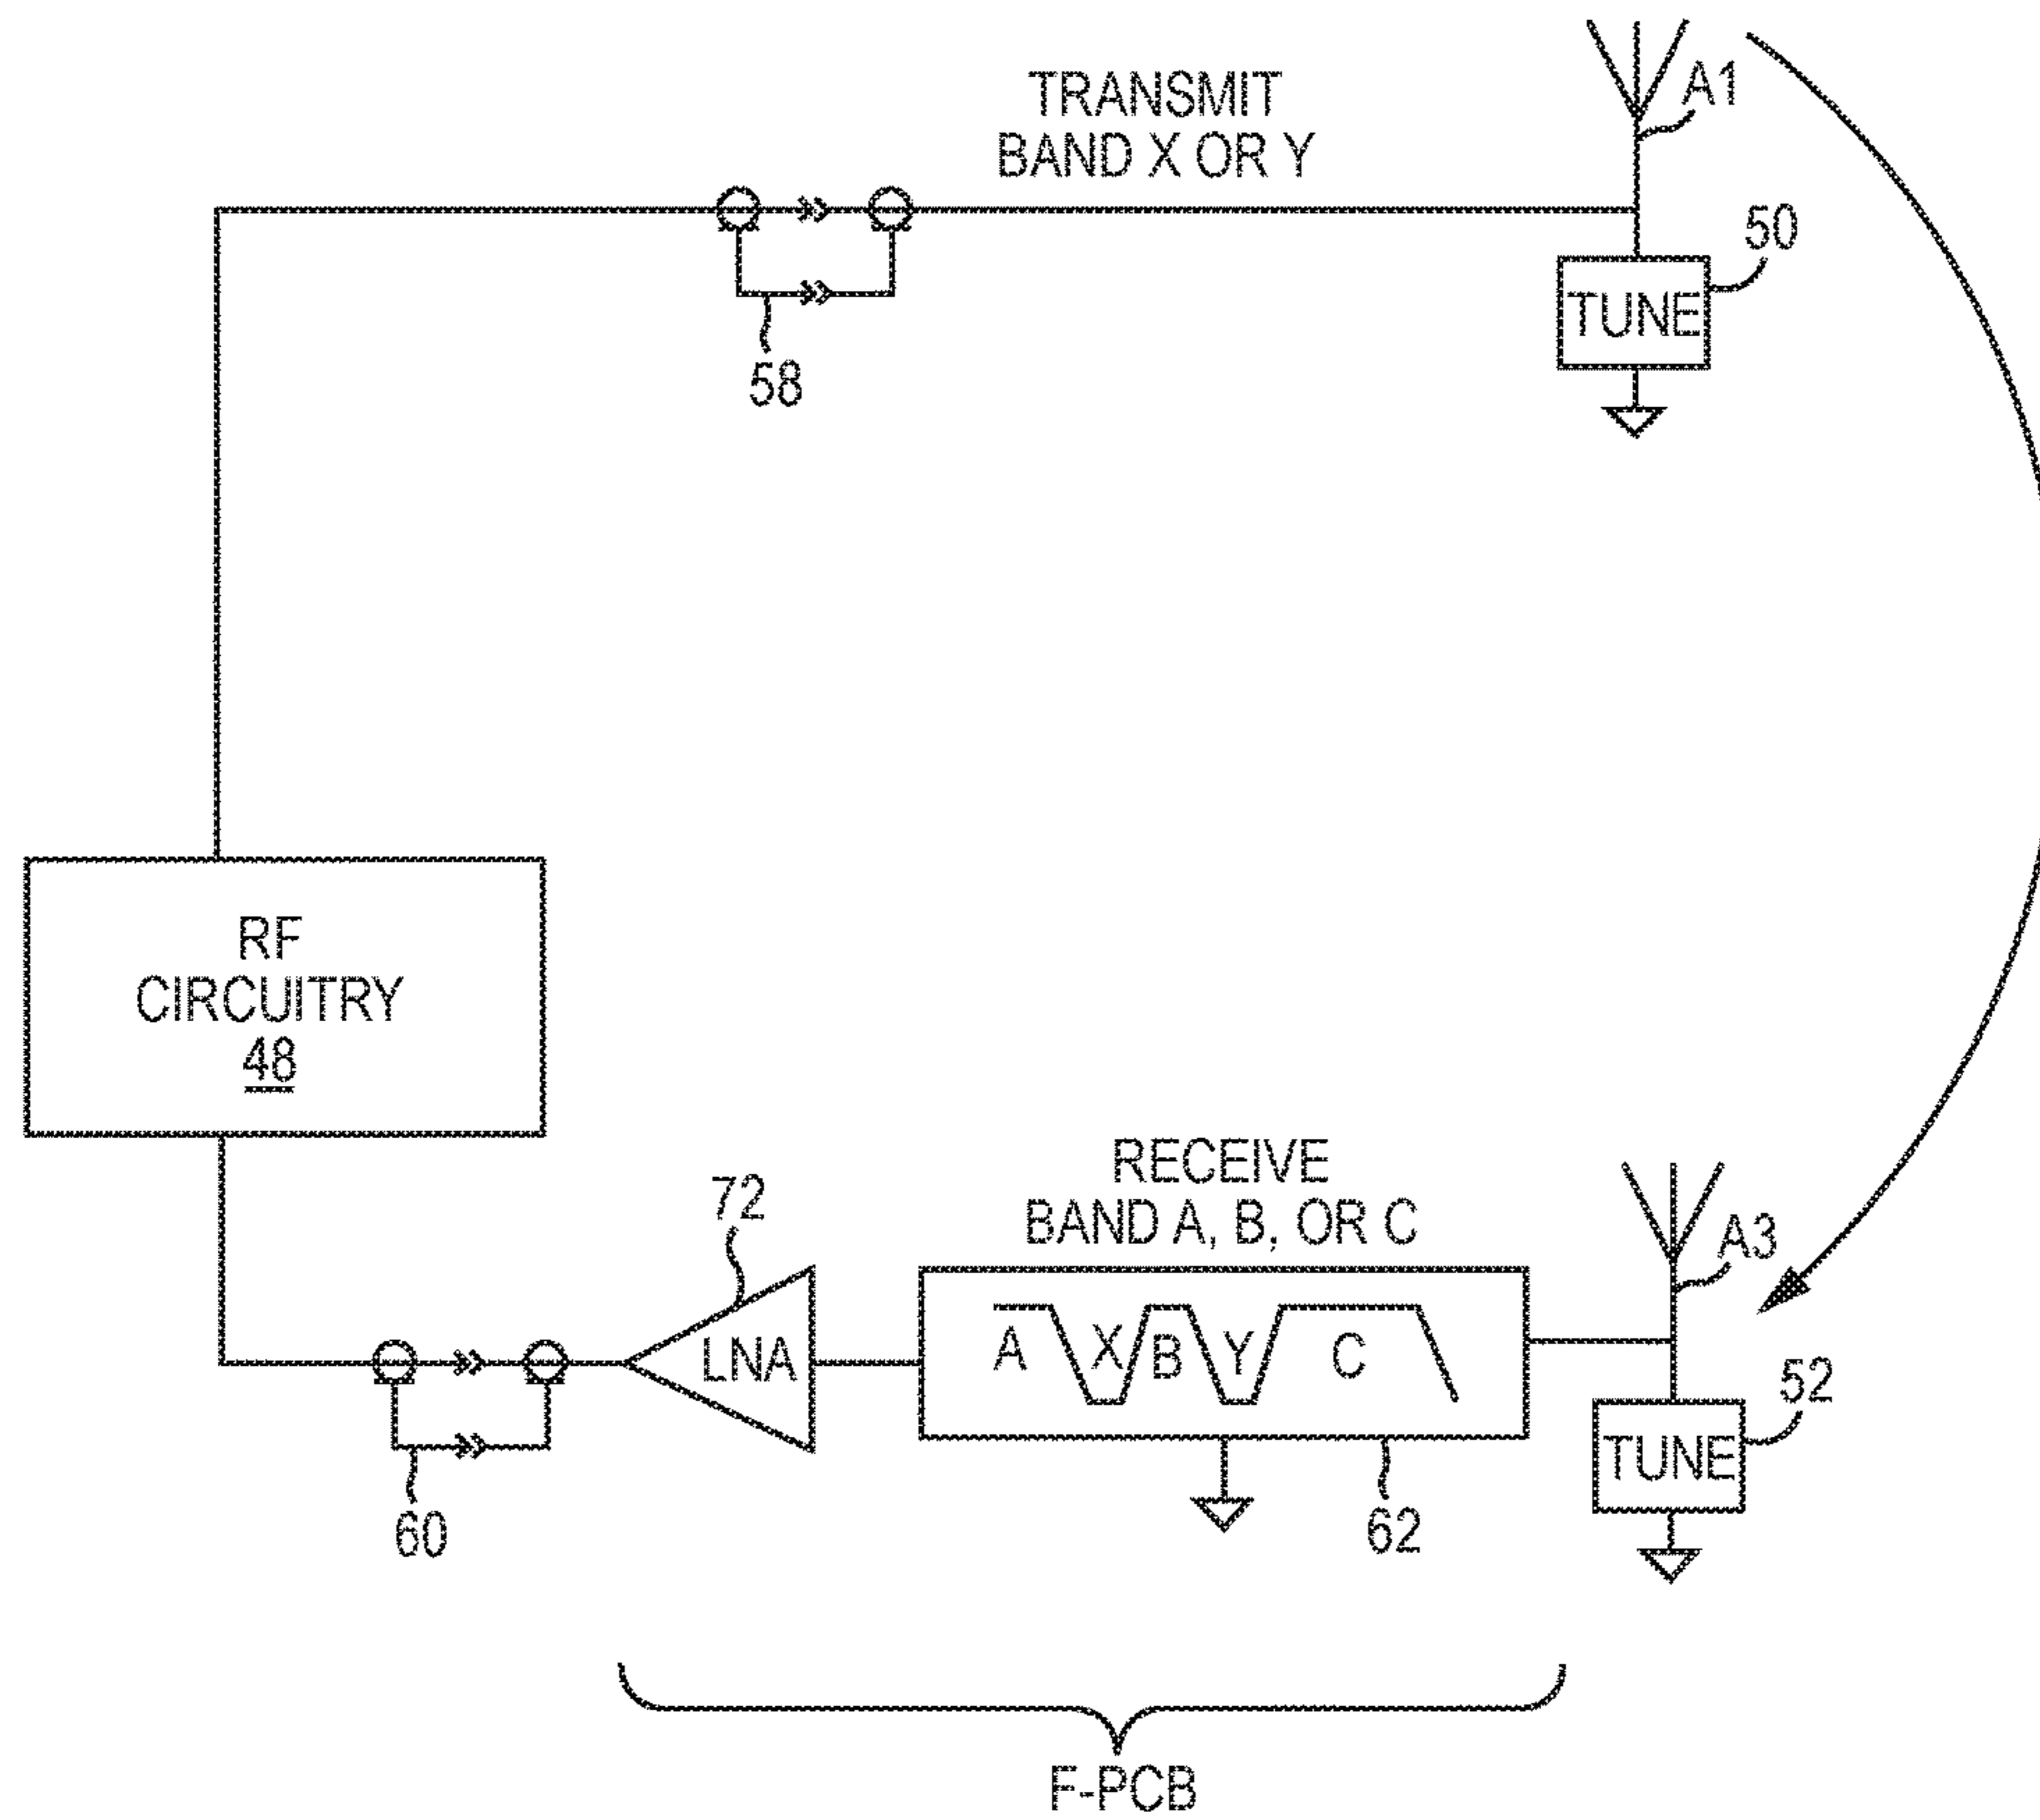 TRANSMIT
BAND X OR Y
A1
50
TUNE
58
RF
CIRCUITRY
48
RECEIVE
BAND A, B, OR C
72
A3
LNA
A X B Y C
52
TUNE
60
62
F-PCB